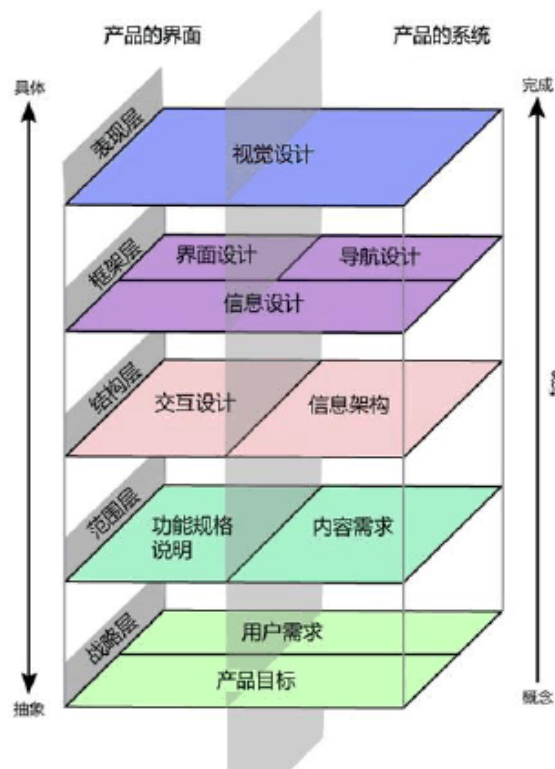 产品的界面
产品的系统
具体
完成
表现层
视觉设计
框架层
界面设计
导航设计
信息设计
结构层
交互设计
信息架构
范围层
功能规格
说明
内容需求
战略层
用户需求
产品目标
抽象
概念